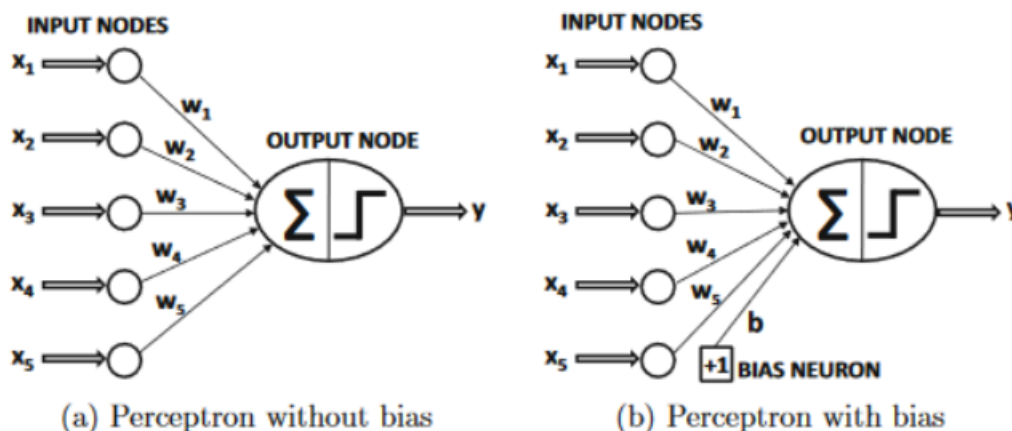 INPUT NODES
x₁
w₁
x₂
w₂
OUTPUT NODE
x₃
w₃
∑
y
x₄
w₄
w₅
x₅
(a) Perceptron without bias
INPUT NODES
x₁
w₁
x₂
w₂
OUTPUT NODE
x₃
w₃
∑
y
x₄
w₄
w₅
b
x₅
+1 BIAS NEURON
(b) Perceptron with bias